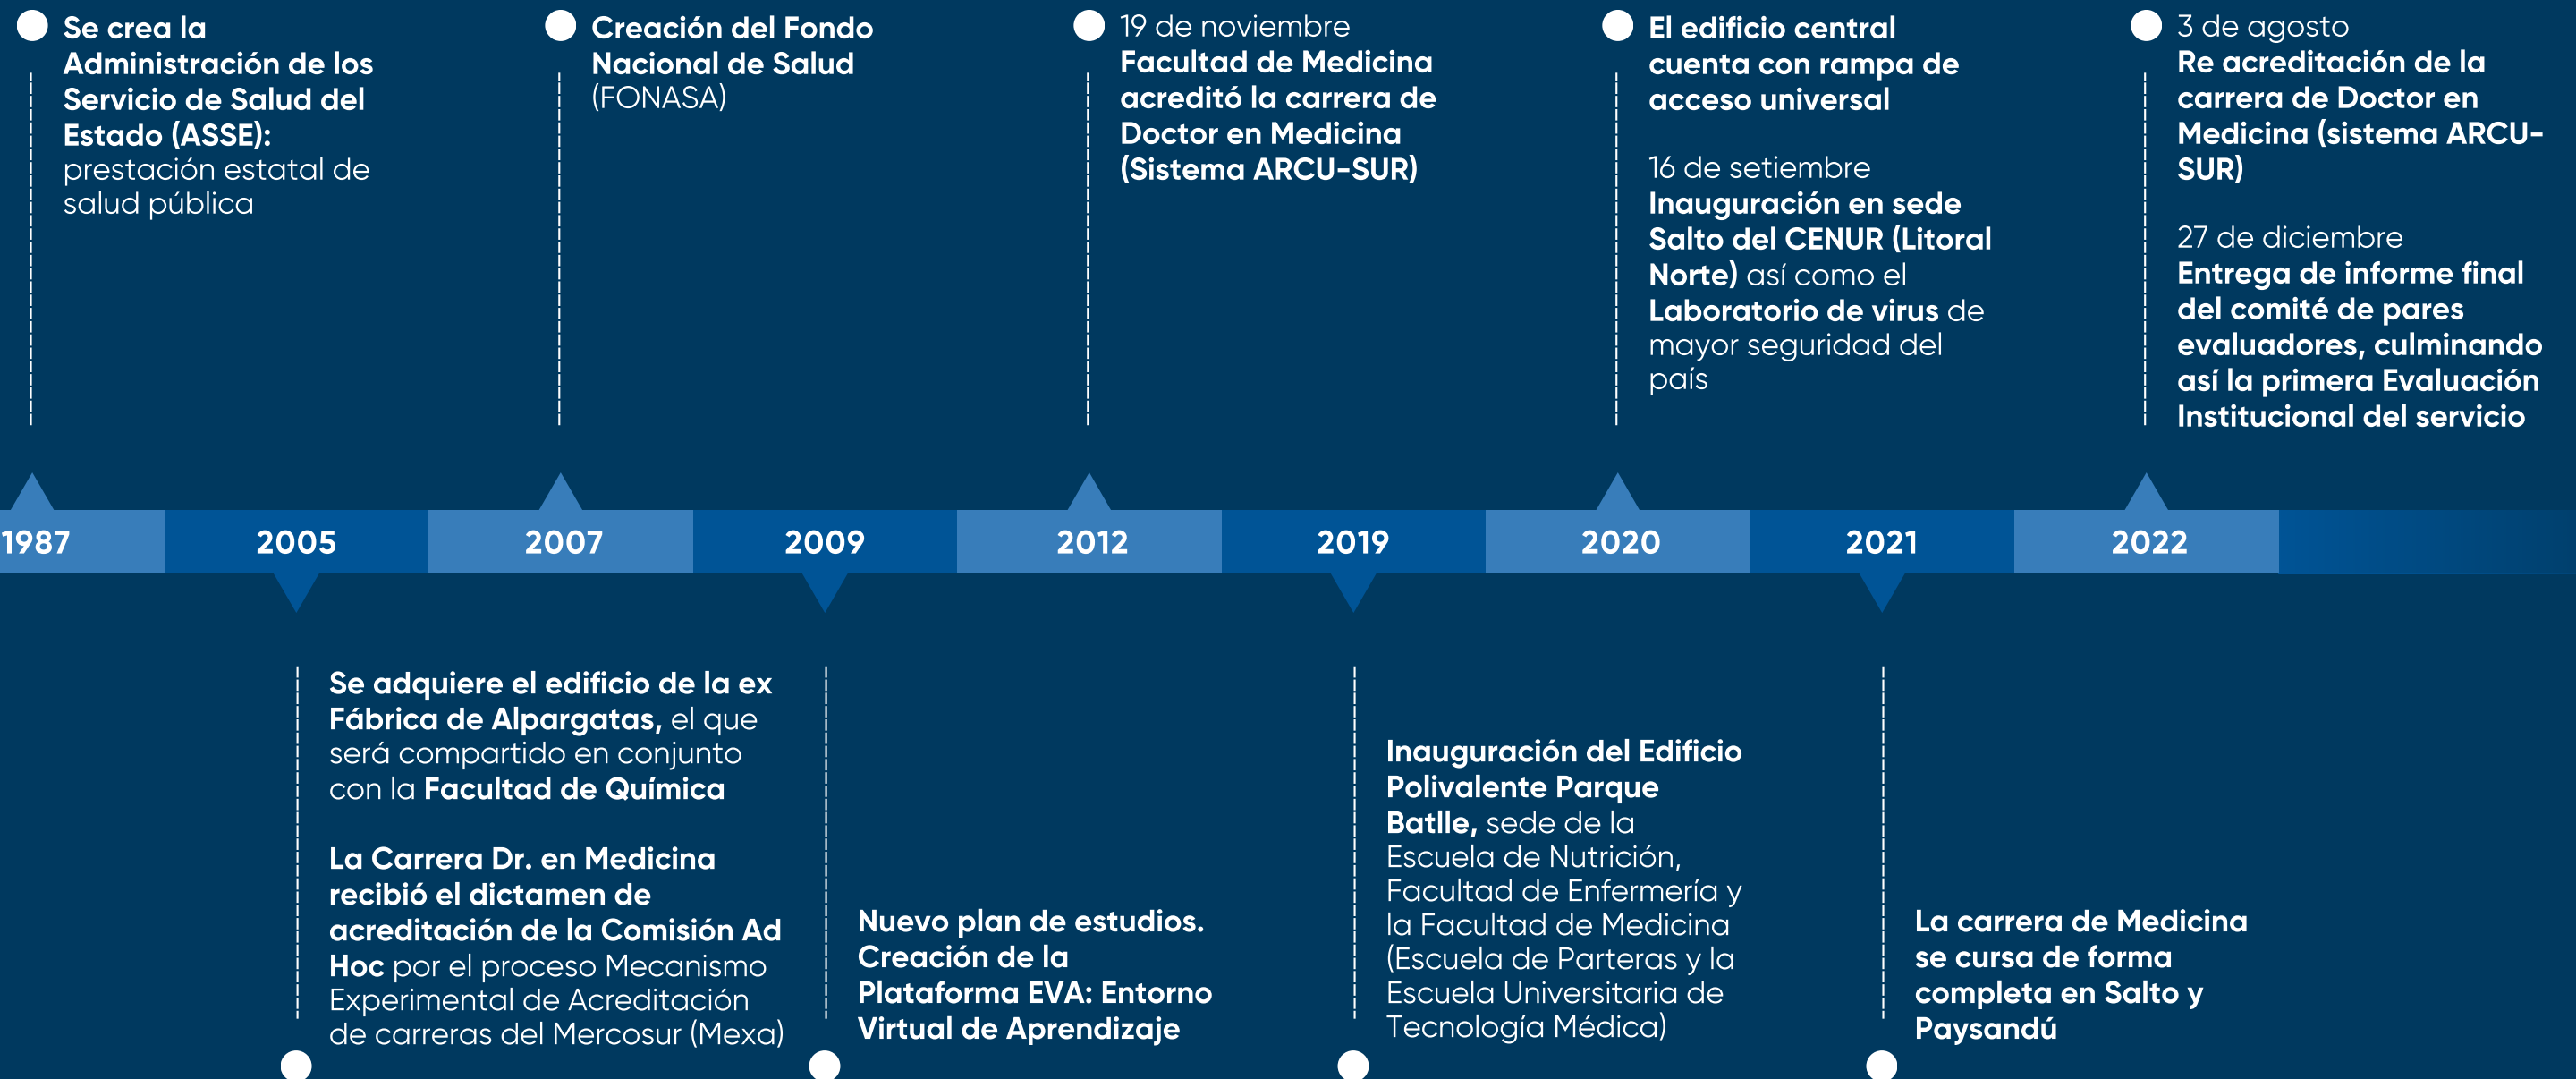 Se crea la
Administración de los
Servicio de Salud del
Estado (ASSE):
prestación estatal de
salud pública
Creación del Fondo
Nacional de Salud
(FONASA)
19 de noviembre
Facultad de Medicina
acreditó la carrera de
Doctor en Medicina
(Sistema ARCU-SUR)
El edificio central
cuenta con rampa de
acceso universal
16 de setiembre
Inauguración en sede
Salto del CENUR (Litoral
Norte) así como el
Laboratorio de virus de
mayor seguridad del
país
3 de agosto
Re acreditación de la
carrera de Doctor en
Medicina (sistema ARCU-
SUR)
27 de diciembre
Entrega de informe final
del comité de pares
evaluadores, culminando
así la primera Evaluación
Institucional del servicio
1987 2005 2007 2009 2012 2019 2020 2021 2022
Se adquiere el edificio de la ex
Fábrica de Alpargatas, el que
será compartido en conjunto
con la Facultad de Química
La Carrera Dr. en Medicina
recibió el dictamen de
acreditación de la Comisión Ad
Hoc por el proceso Mecanismo
Experimental de Acreditación
de carreras del Mercosur (Mexa)
Nuevo plan de estudios.
Creación de la
Plataforma EVA: Entorno
Virtual de Aprendizaje
Inauguración del Edificio
Polivalente Parque
Batlle, sede de la
Escuela de Nutrición,
Facultad de Enfermería y
la Facultad de Medicina
(Escuela de Parteras y la
Escuela Universitaria de
Tecnología Médica)
La carrera de Medicina
se cursa de forma
completa en Salto y
Paysandú